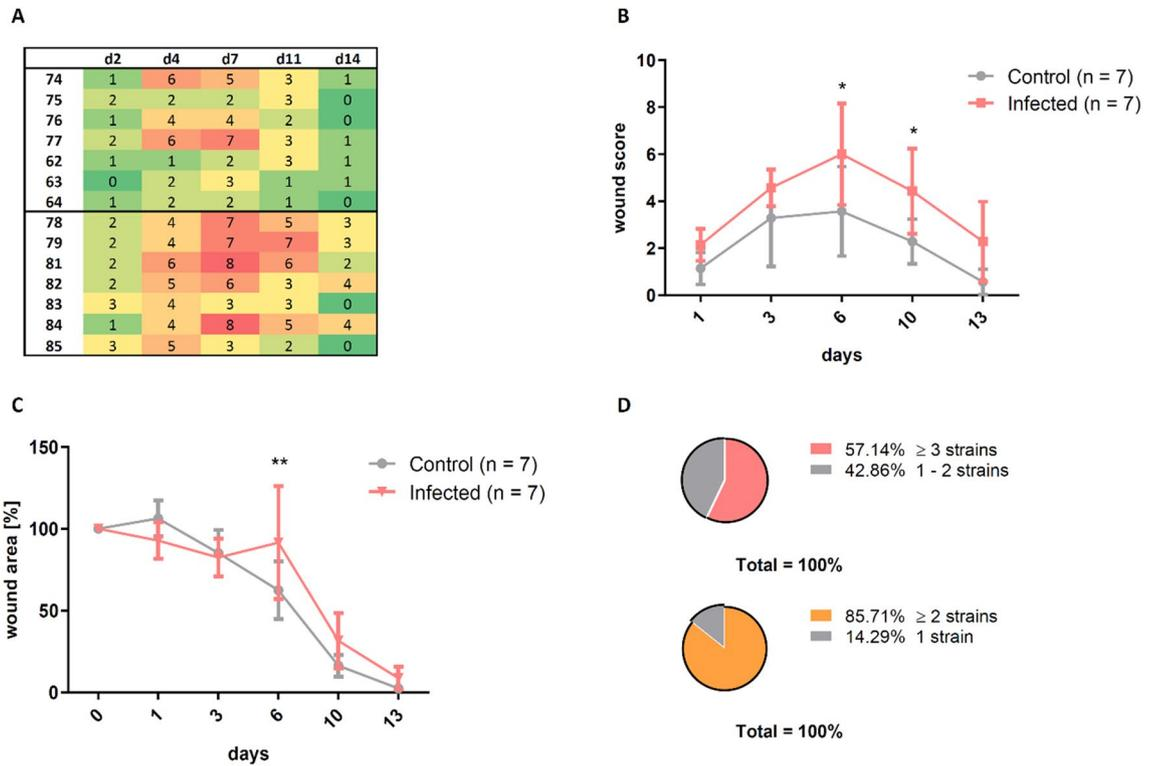 A
d2 d4 d7 d11 d14
74 1 6 5 3 1
75 2 2 2 3 0
76 1 4 4 2 0
77 2 6 7 3 1
62 1 1 2 3 1
63 0 2 3 1 1
64 1 2 2 1 0
78 2 4 7 5 3
79 2 4 7 7 3
81 2 6 8 6 2
82 2 5 6 3 4
83 3 4 3 3 0
84 1 4 8 5 4
85 3 5 3 2 0
B
wound score
10
8
6
4
2
0
* *
Control (n = 7)
Infected (n = 7)
1 3 6 10 13
days
C
wound area [%]
150
100
50
0
**
Control (n = 7)
Infected (n = 7)
0 1 3 6 10 13
days
D
57.14% ≥ 3 strains
42.86% 1 - 2 strains
Total = 100%
85.71% ≥ 2 strains
14.29% 1 strain
Total = 100%